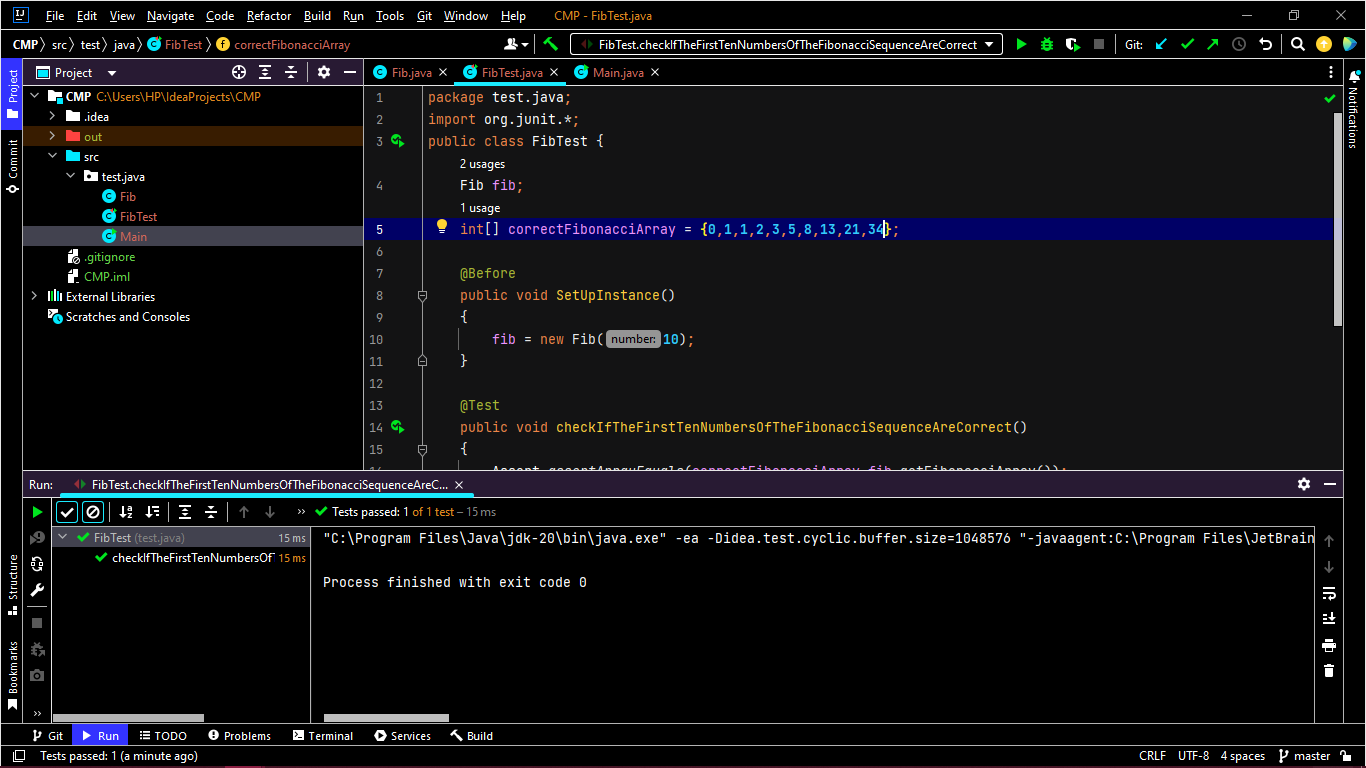 File Edit View Navigate Code Refactor Build Run Tools Git Window Help CMP - FibTest.java
CMP src test java FibTest correctFibonacciArray FibTest.checkIfTheFirstTenNumbersOfTheFibonacciSequenceAreCorrect Git:
Project
Commit
Structure
Bookmarks
Project
CMP C:\Users\HP\IdeaProjects\CMP
.idea
out
src
test.java
Fib
FibTest
Main
.gitignore
CMP.iml
External Libraries
Scratches and Consoles
Fib.java FibTest.java Main.java
1 package test.java;
2 import org.junit.*;
3 public class FibTest {
2 usages
4 Fib fib;
1 usage
5 int[] correctFibonacciArray = {0,1,1,2,3,5,8,13,21,34};
6
7 @Before
8 public void SetUpInstance()
9 {
10 fib = new Fib( number: 10);
11 }
12
13 @Test
14 public void checkIfTheFirstTenNumbersOfTheFibonacciSequenceAreCorrect()
15 {
Assert.assertArrayEquals(correctFibonacciArray,fib.getFibonacciArray());
Notifications
Run: FibTest.checkIfTheFirstTenNumbersOfTheFibonacciSequenceAreC...
Tests passed: 1 of 1 test – 15 ms
FibTest (test.java) 15 ms
checkIfTheFirstTenNumbersOfT 15 ms
"C:\Program Files\Java\jdk-20\bin\java.exe" -ea -Didea.test.cyclic.buffer.size=1048576 "-javaagent:C:\Program Files\JetBrain
Process finished with exit code 0
Git Run TODO Problems Terminal Services Build
Tests passed: 1 (a minute ago) CRLF UTF-8 4 spaces master